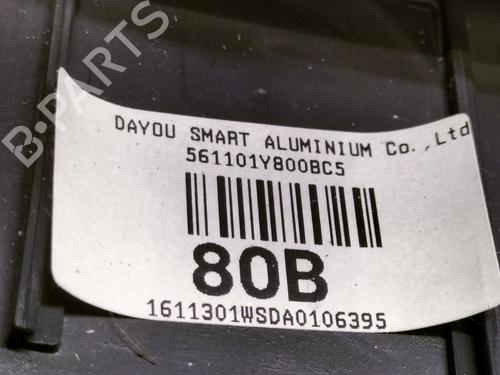 B-PARTS
DAYOU SMART ALUMINIUM Co.,Ltd
561101Y800BC5
80B
1611301WSDA0106395